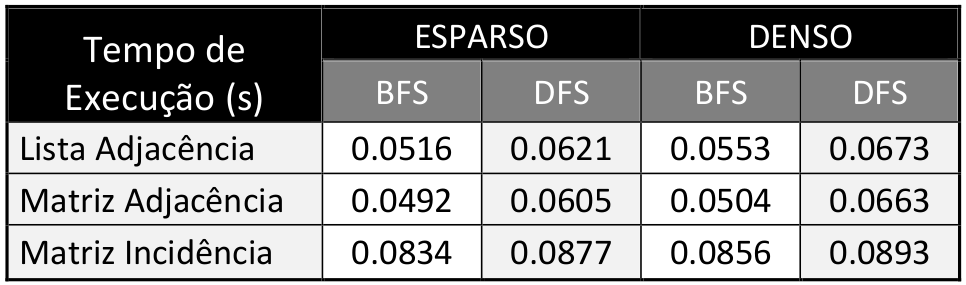 Tempo de Execução (s) ESPARSO DENSO
BFS DFS BFS DFS
Lista Adjacência 0.0516 0.0621 0.0553 0.0673
Matriz Adjacência 0.0492 0.0605 0.0504 0.0663
Matriz Incidência 0.0834 0.0877 0.0856 0.0893